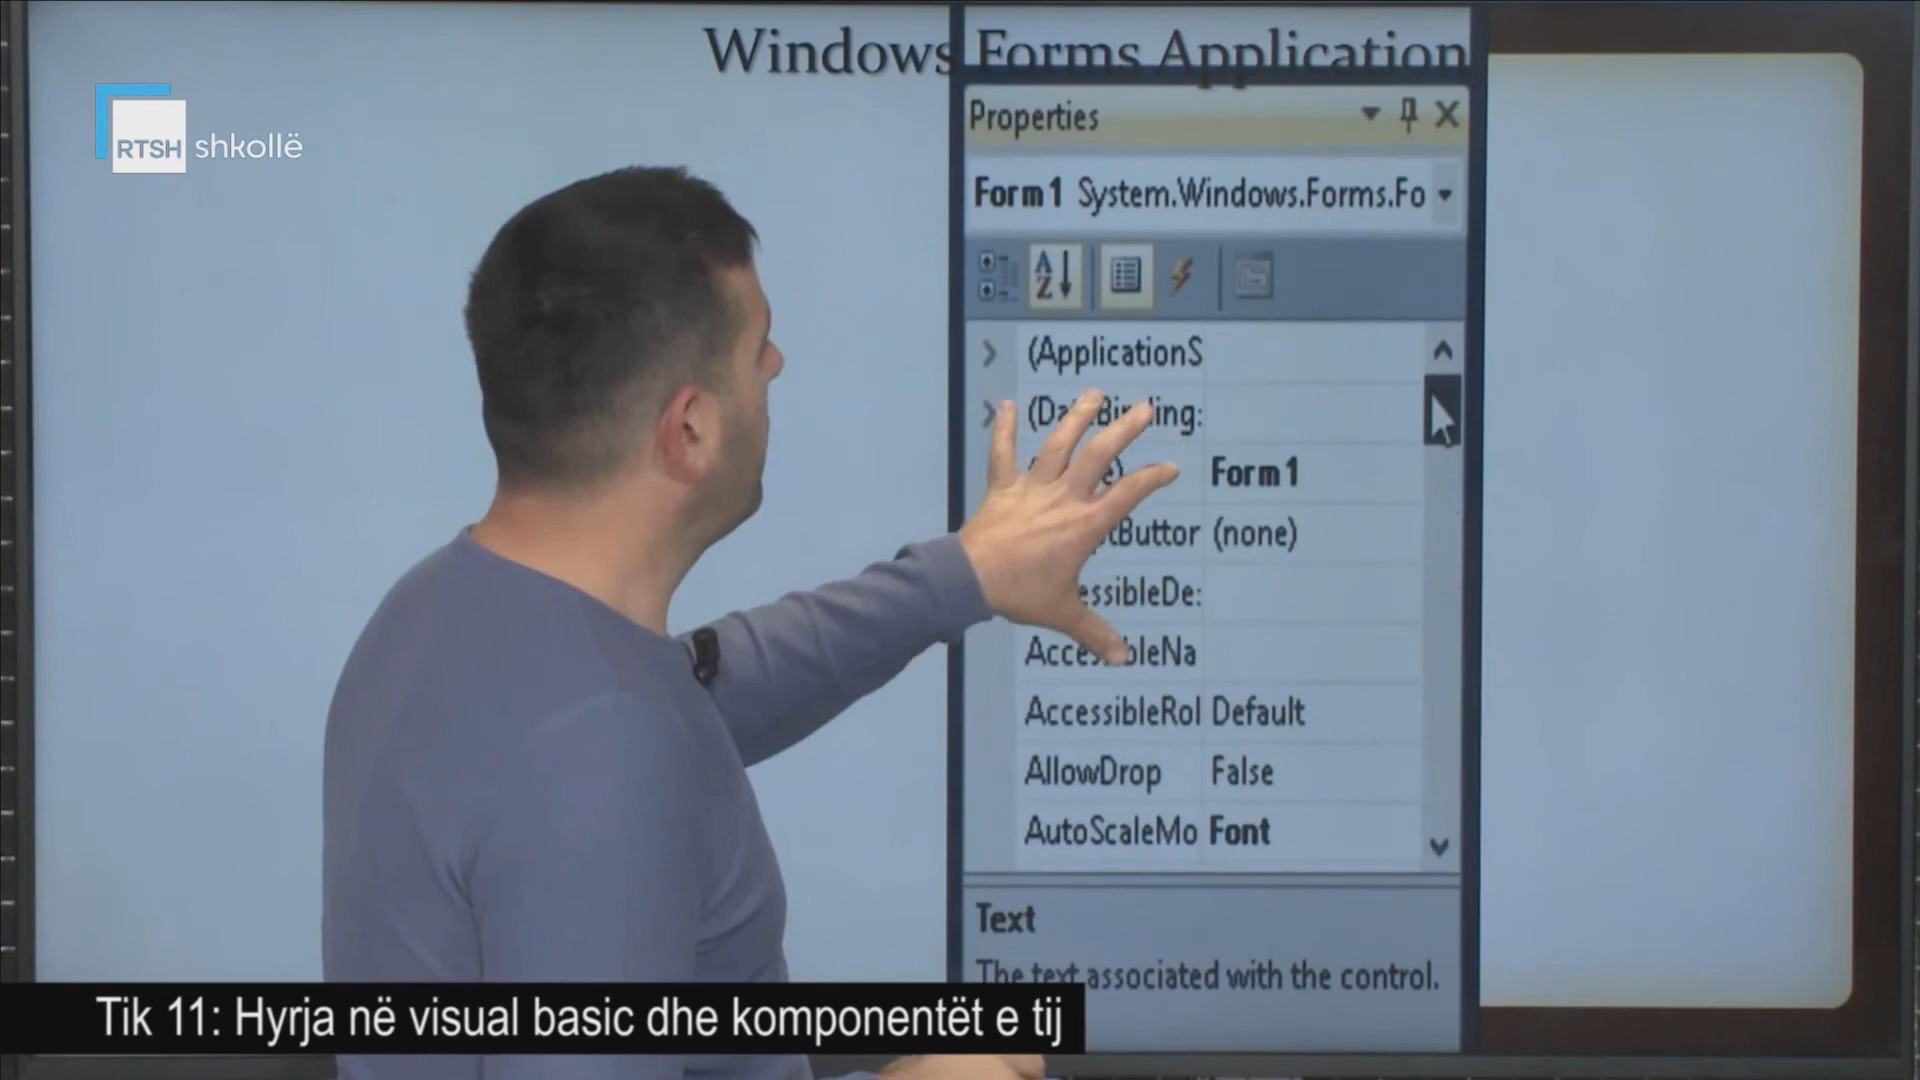 Windows Forms Application
RTSH shkollë
Properties
Form1 System.Windows.Forms.Fo
(ApplicationS
Form1
(none)
AccessibleRol Default
AllowDrop False
AutoScaleMo Font
Text
The text associated with the control.
Tik 11: Hyrja në visual basic dhe komponentët e tij